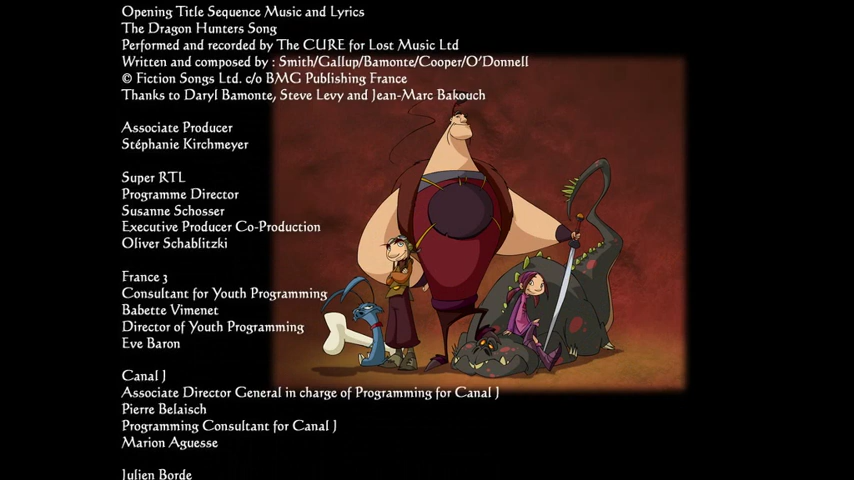 Opening Title Sequence Music and Lyrics
The Dragon Hunters Song
Performed and recorded by The CURE for Lost Music Ltd
Written and composed by : Smith/Gallup/Bamonte/Cooper/O'Donnell
© Fiction Songs Ltd. c/o BMG Publishing France
Thanks to Daryl Bamonte, Steve Levy and Jean-Marc Bakouch
Associate Producer
Stéphanie Kirchmeyer
Super RTL
Programme Director
Susanne Schosser
Executive Producer Co-Production
Oliver Schablitzki
France 3
Consultant for Youth Programming
Babette Vimenet
Director of Youth Programming
Eve Baron
Canal J
Associate Director General in charge of Programming for Canal J
Pierre Belaisch
Programming Consultant for Canal J
Marion Aguesse
Julien Borde